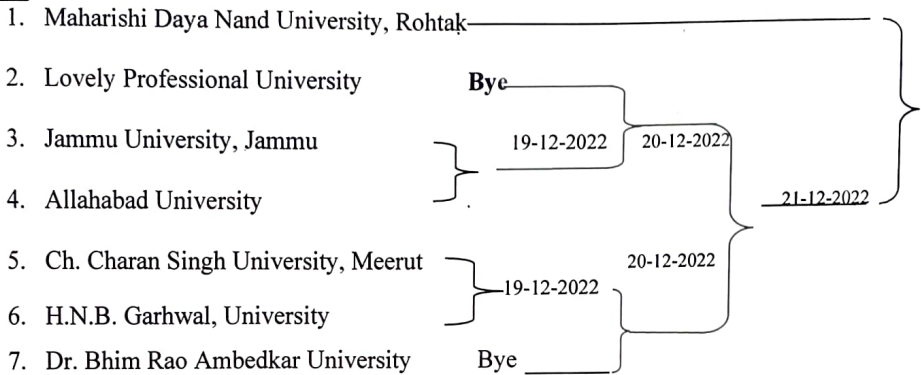 1. Maharishi Daya Nand University, Rohtak
2. Lovely Professional University Bye
3. Jammu University, Jammu 19-12-2022 20-12-2022
4. Allahabad University 21-12-2022
5. Ch. Charan Singh University, Meerut 20-12-2022
19-12-2022
6. H.N.B. Garhwal, University
7. Dr. Bhim Rao Ambedkar University Bye